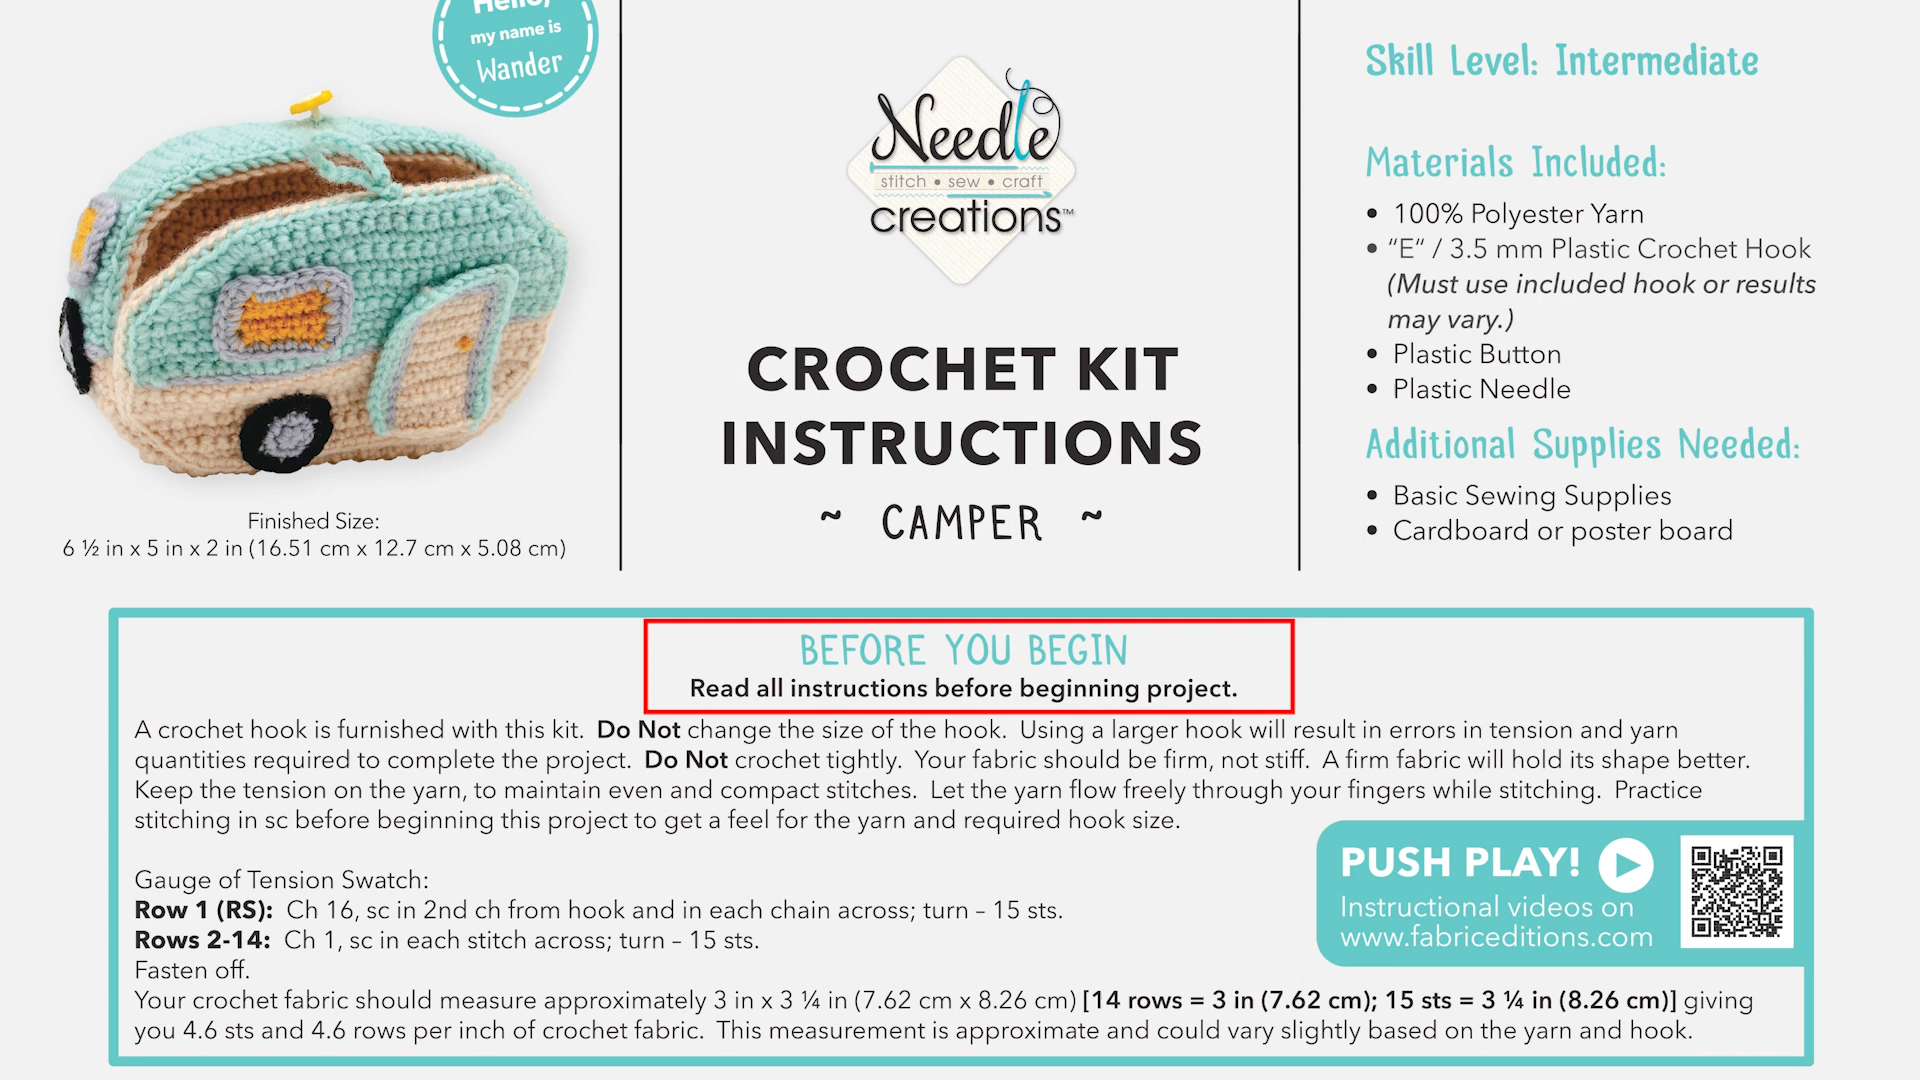 Hello,
my name is
Wander
Finished Size:
6 ½ in x 5 in x 2 in (16.51 cm x 12.7 cm x 5.08 cm)
Needle
stitch • sew • craft
creations™
CROCHET KIT
INSTRUCTIONS
~ CAMPER ~
Skill Level: Intermediate
Materials Included:
• 100% Polyester Yarn
• “E“ / 3.5 mm Plastic Crochet Hook
(Must use included hook or results
may vary.)
• Plastic Button
• Plastic Needle
Additional Supplies Needed:
• Basic Sewing Supplies
• Cardboard or poster board
BEFORE YOU BEGIN
Read all instructions before beginning project.
A crochet hook is furnished with this kit. Do Not change the size of the hook. Using a larger hook will result in errors in tension and yarn
quantities required to complete the project. Do Not crochet tightly. Your fabric should be firm, not stiff. A firm fabric will hold its shape better.
Keep the tension on the yarn, to maintain even and compact stitches. Let the yarn flow freely through your fingers while stitching. Practice
stitching in sc before beginning this project to get a feel for the yarn and required hook size.
Gauge of Tension Swatch:
Row 1 (RS): Ch 16, sc in 2nd ch from hook and in each chain across; turn – 15 sts.
Rows 2-14: Ch 1, sc in each stitch across; turn – 15 sts.
Fasten off.
Your crochet fabric should measure approximately 3 in x 3 ¼ in (7.62 cm x 8.26 cm) [14 rows = 3 in (7.62 cm); 15 sts = 3 ¼ in (8.26 cm)] giving
you 4.6 sts and 4.6 rows per inch of crochet fabric. This measurement is approximate and could vary slightly based on the yarn and hook.
PUSH PLAY!
Instructional videos on
www.fabriceditions.com